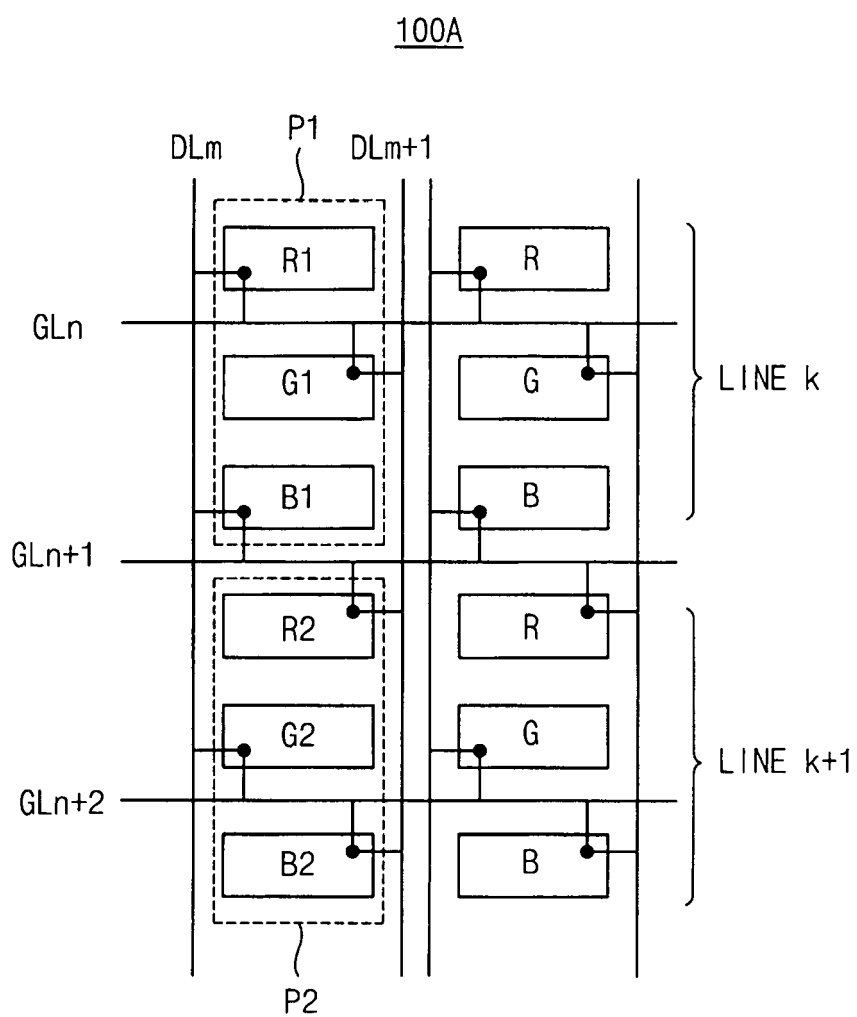 100A
P1
DLm DLm+1
R1 R
GLn
G1 G LINE k
B1 B
GLn+1
R2 R
G2 G LINE k+1
GLn+2
B2 B
P2